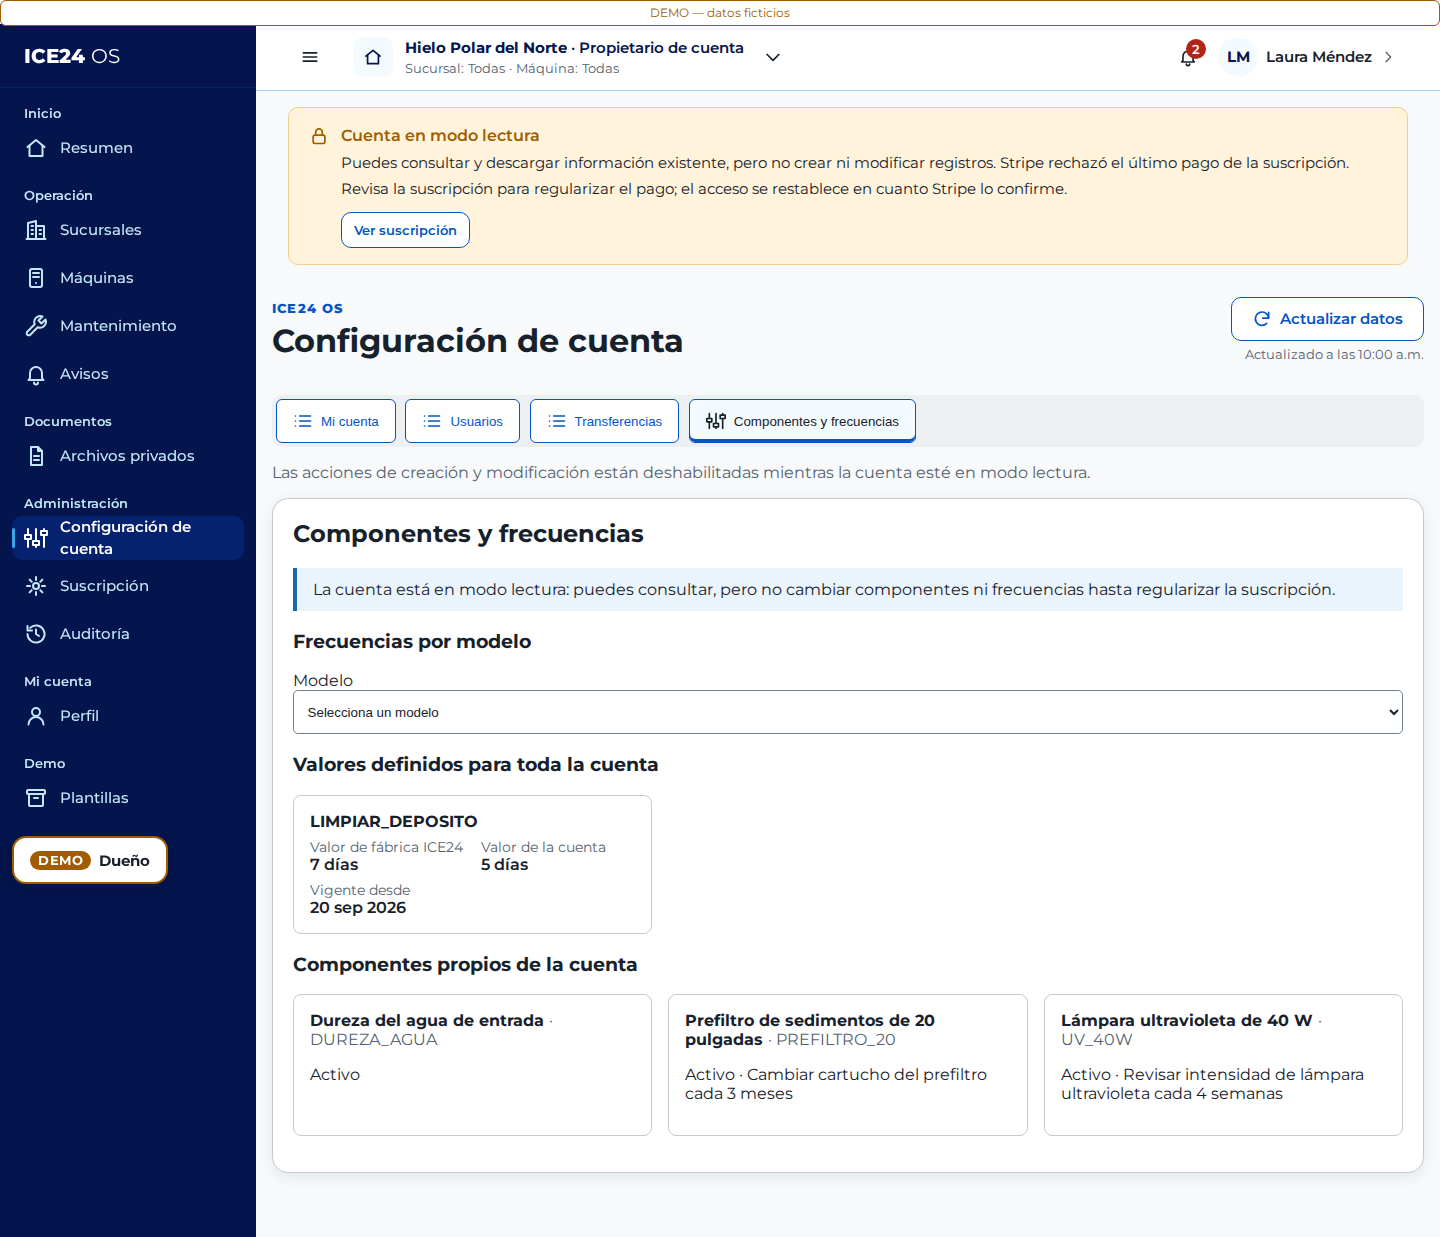 DEMO — datos ficticios
ICE24 OS
Inicio
Resumen
Operación
Sucursales
Máquinas
Mantenimiento
Avisos
Documentos
Archivos privados
Administración
Configuración de
cuenta
Suscripción
Auditoría
Mi cuenta
Perfil
Demo
Plantillas
DEMO Dueño
Hielo Polar del Norte · Propietario de cuenta
Sucursal: Todas · Máquina: Todas
2
LM Laura Méndez
Cuenta en modo lectura
Puedes consultar y descargar información existente, pero no crear ni modificar registros. Stripe rechazó el último pago de la suscripción.
Revisa la suscripción para regularizar el pago; el acceso se restablece en cuanto Stripe lo confirme.
Ver suscripción
ICE24 OS
Configuración de cuenta
Actualizar datos
Actualizado a las 10:00 a.m.
Mi cuenta
Usuarios
Transferencias
Componentes y frecuencias
Las acciones de creación y modificación están deshabilitadas mientras la cuenta esté en modo lectura.
Componentes y frecuencias
La cuenta está en modo lectura: puedes consultar, pero no cambiar componentes ni frecuencias hasta regularizar la suscripción.
Frecuencias por modelo
Modelo
Selecciona un modelo
Valores definidos para toda la cuenta
LIMPIAR_DEPOSITO
Valor de fábrica ICE24 Valor de la cuenta
7 días 5 días
Vigente desde
20 sep 2026
Componentes propios de la cuenta
Dureza del agua de entrada ·
DUREZA_AGUA
Activo
Prefiltro de sedimentos de 20
pulgadas · PREFILTRO_20
Activo · Cambiar cartucho del prefiltro
cada 3 meses
Lámpara ultravioleta de 40 W ·
UV_40W
Activo · Revisar intensidad de lámpara
ultravioleta cada 4 semanas